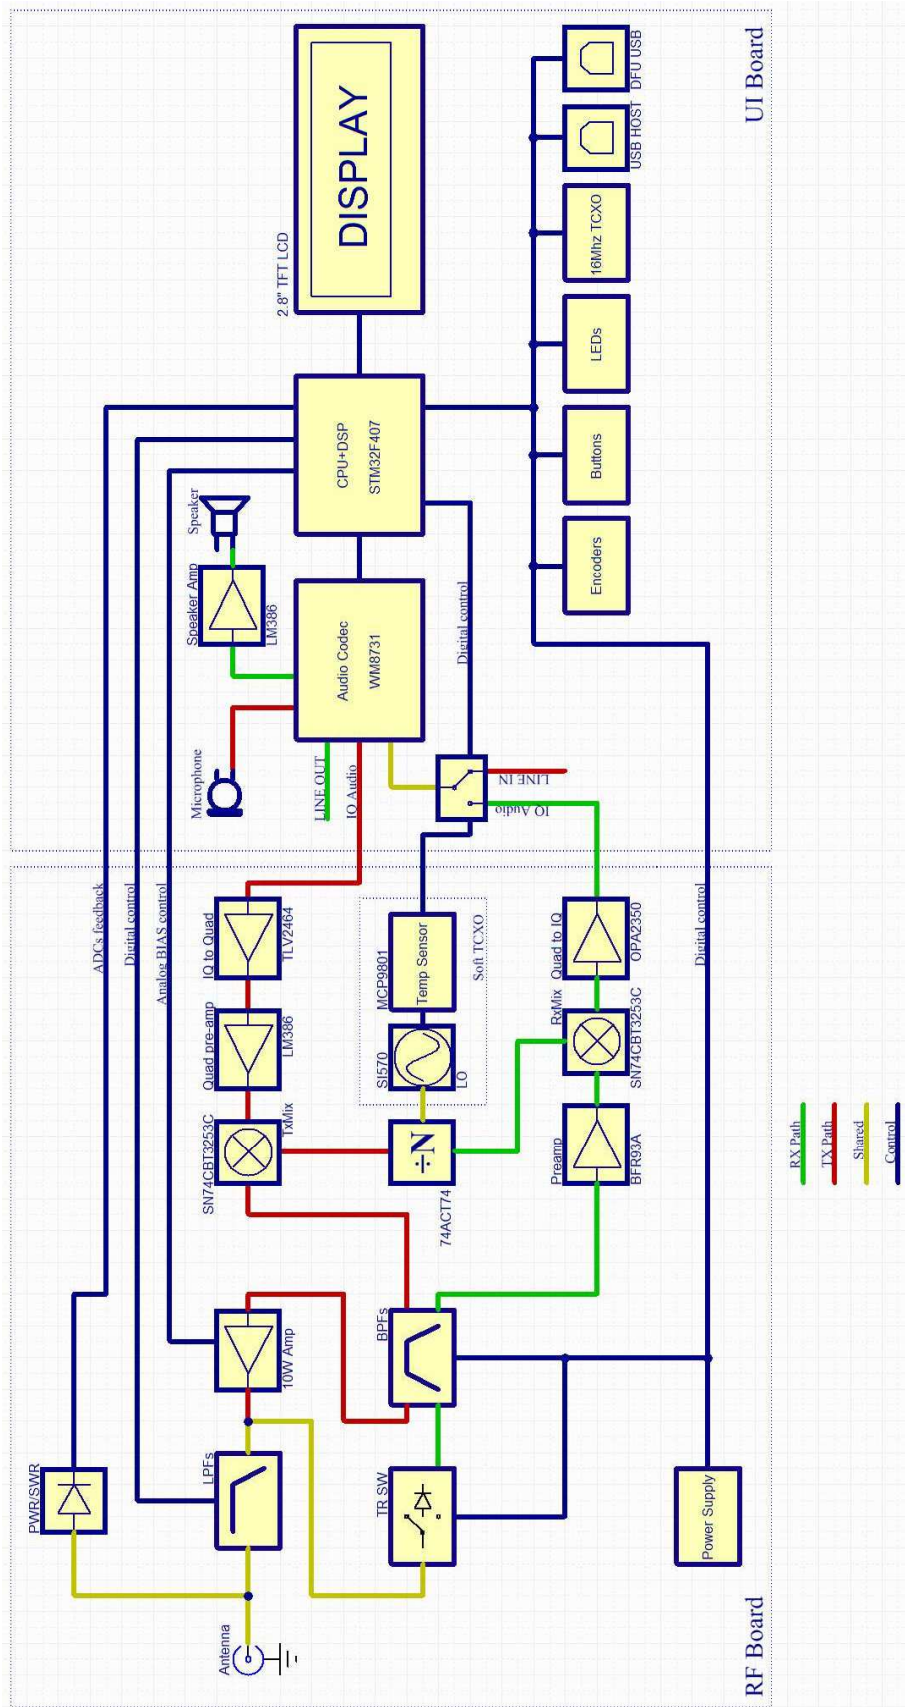 Antenna
PWR/SWR
LPFs
10W Amp
SN74CBT3253C
TxMix
Quad pre-amp
LM386
IQ to Quad
TLV2464
ADCs feedback
Digital control
Analog BIAS control
Microphone
Speaker Amp
LM386
Speaker
LINE OUT
IQ Audio
Audio Codec
WM8731
CPU+DSP
STM32F407
2.8" TFT LCD
DISPLAY
TR SW
BPFs
74ACT74
÷N
SI570
LO
MCP9801
Temp Sensor
Soft TCXO
IQ Audio
LINE IN
Digital control
Preamp
BFR93A
RxMix
SN74CBT3253C
Quad to IQ
OPA2350
Encoders
Buttons
LEDs
16Mhz TCXO
USB HOST
DFU USB
Power Supply
Digital control
RF Board
UI Board
RX Path
TX Path
Shared
Control